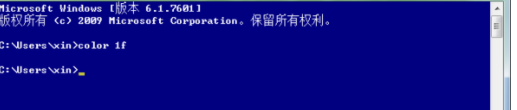 Microsoft Windows [版本 6.1.7601]
版权所有 (c) 2009 Microsoft Corporation。保留所有权利。
C:\Users\xin>color 1f
C:\Users\xin>_